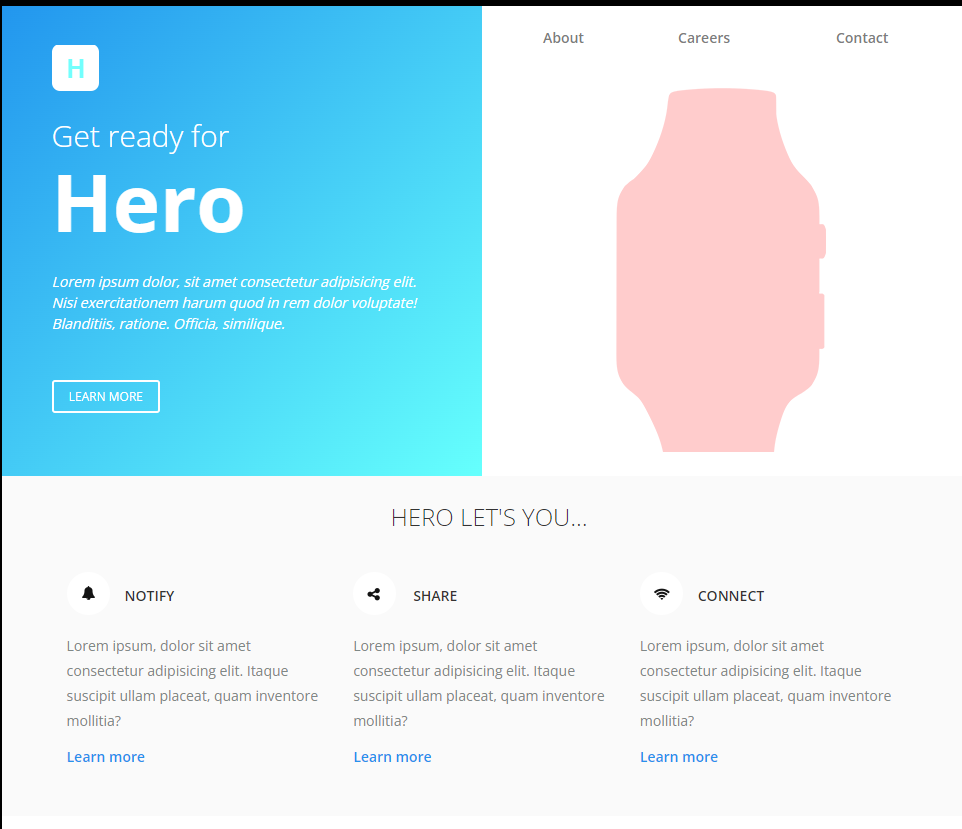 H
About
Careers
Contact
Get ready for
Hero
Lorem ipsum dolor, sit amet consectetur adipisicing elit.
Nisi exercitationem harum quod in rem dolor voluptate!
Blanditiis, ratione. Officia, similique.
LEARN MORE
HERO LET'S YOU...
NOTIFY
Lorem ipsum, dolor sit amet
consectetur adipisicing elit. Itaque
suscipit ullam placeat, quam inventore
mollitia?
Learn more
SHARE
Lorem ipsum, dolor sit amet
consectetur adipisicing elit. Itaque
suscipit ullam placeat, quam inventore
mollitia?
Learn more
CONNECT
Lorem ipsum, dolor sit amet
consectetur adipisicing elit. Itaque
suscipit ullam placeat, quam inventore
mollitia?
Learn more